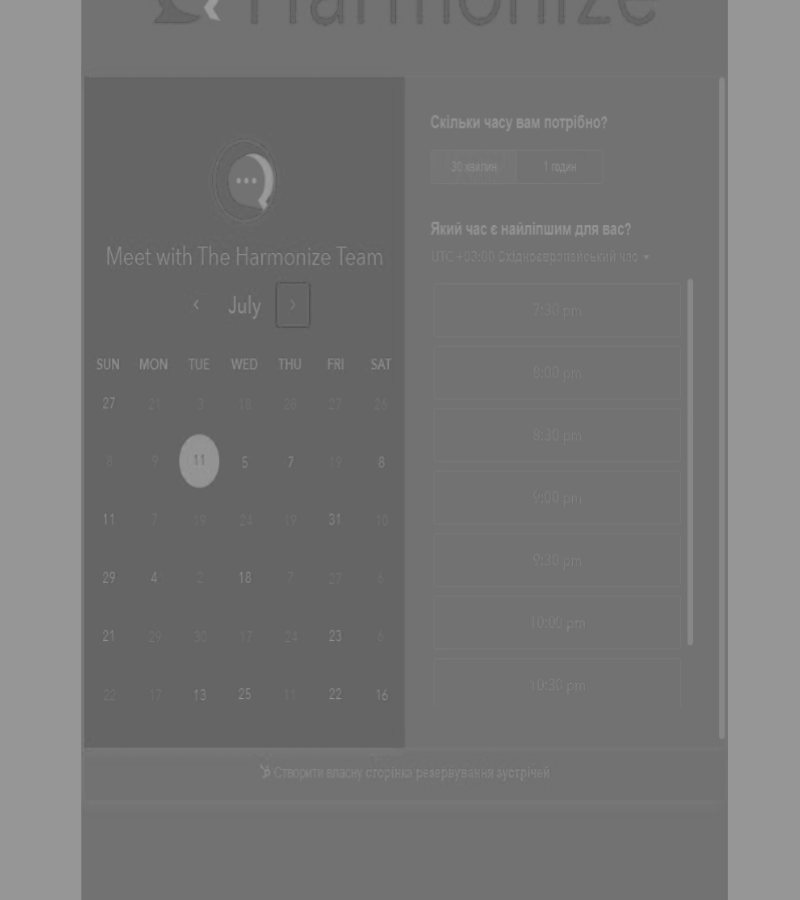 Harmonize
Meet with The Harmonize Team
July
SUN MON TUE WED THU FRI SAT
27 21 3 18 28 27 26
8 9 11 5 7 19 8
11 7 19 24 19 31 10
29 4 2 18 7 27 6
21 29 30 17 24 23 6
22 17 13 25 11 22 16
Скільки часу вам потрібно?
30 хвилин 1 годин
Який час є найліпшим для вас?
UTC +03:00 Східноєвропейський час
7:30 pm
8:00 pm
8:30 pm
9:00 pm
9:30 pm
10:00 pm
10:30 pm
Створити власну сторінка резервування зустрічей